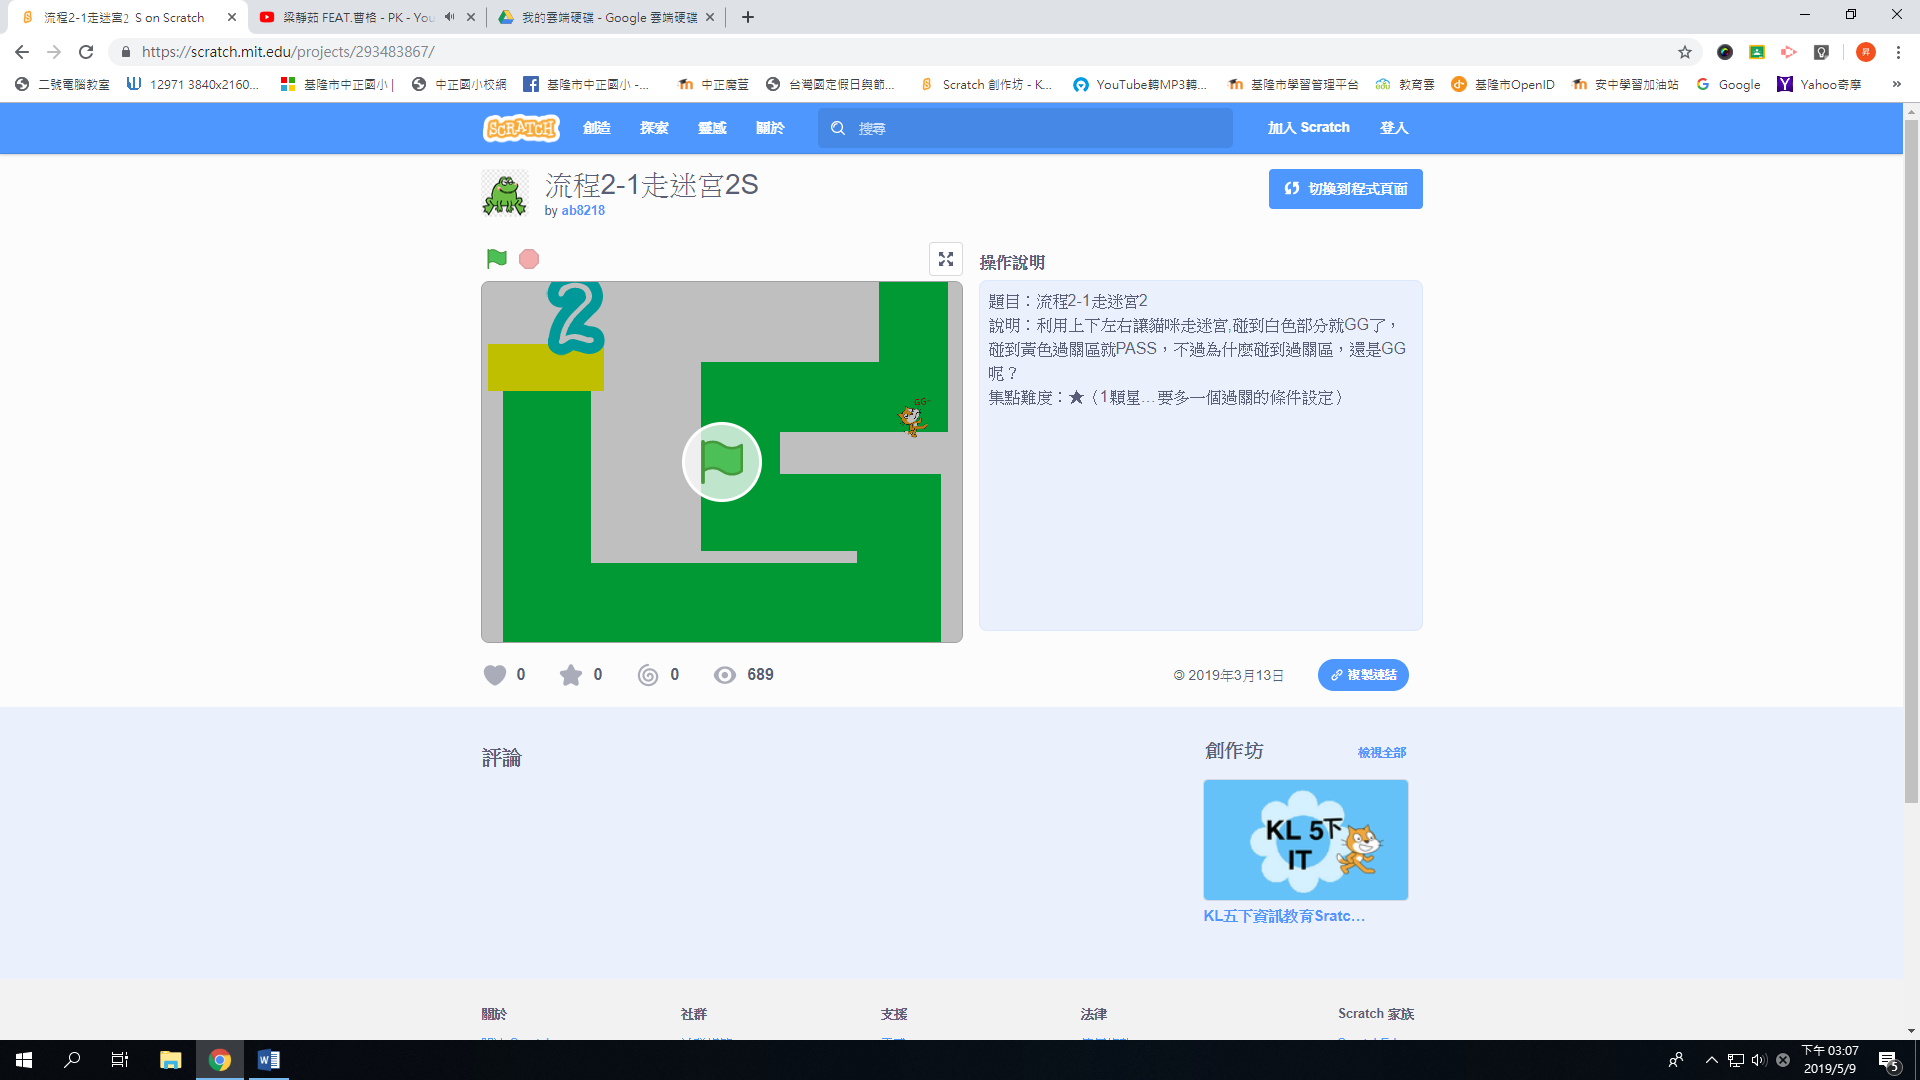 流程2-1走迷宮2S on Scratch
梁靜茹 FEAT.曹格 - PK - You
我的雲端硬碟 - Google 雲端硬碟
https://scratch.mit.edu/projects/293483867/
二號電腦教室
12971 3840x2160...
基隆市中正國小 |
中正國小校網
基隆市中正國小 -...
中正魔荳
台灣國定假日與節...
Scratch 創作坊 - K...
YouTube轉MP3轉...
基隆市學習管理平台
教育雲
基隆市OpenID
安中學習加油站
Google
Yahoo奇摩
SCRATCH
創造
探索
靈感
關於
搜尋
加入 Scratch
登入
流程2-1走迷宮2S
by ab8218
切換到程式頁面
操作說明
2
GG~
題目：流程2-1走迷宮2
說明：利用上下左右讓貓咪走迷宮,碰到白色部分就GG了，
碰到黃色過關區就PASS，不過為什麼碰到過關區，還是GG
呢？
集點難度：★（1顆星...要多一個過關的條件設定）
0
0
0
689
© 2019年3月13日
複製連結
評論
創作坊
檢視全部
KL 5下
IT
KL五下資訊教育Sratc...
關於
社群
支援
法律
Scratch 家族
下午 03:07
2019/5/9
5